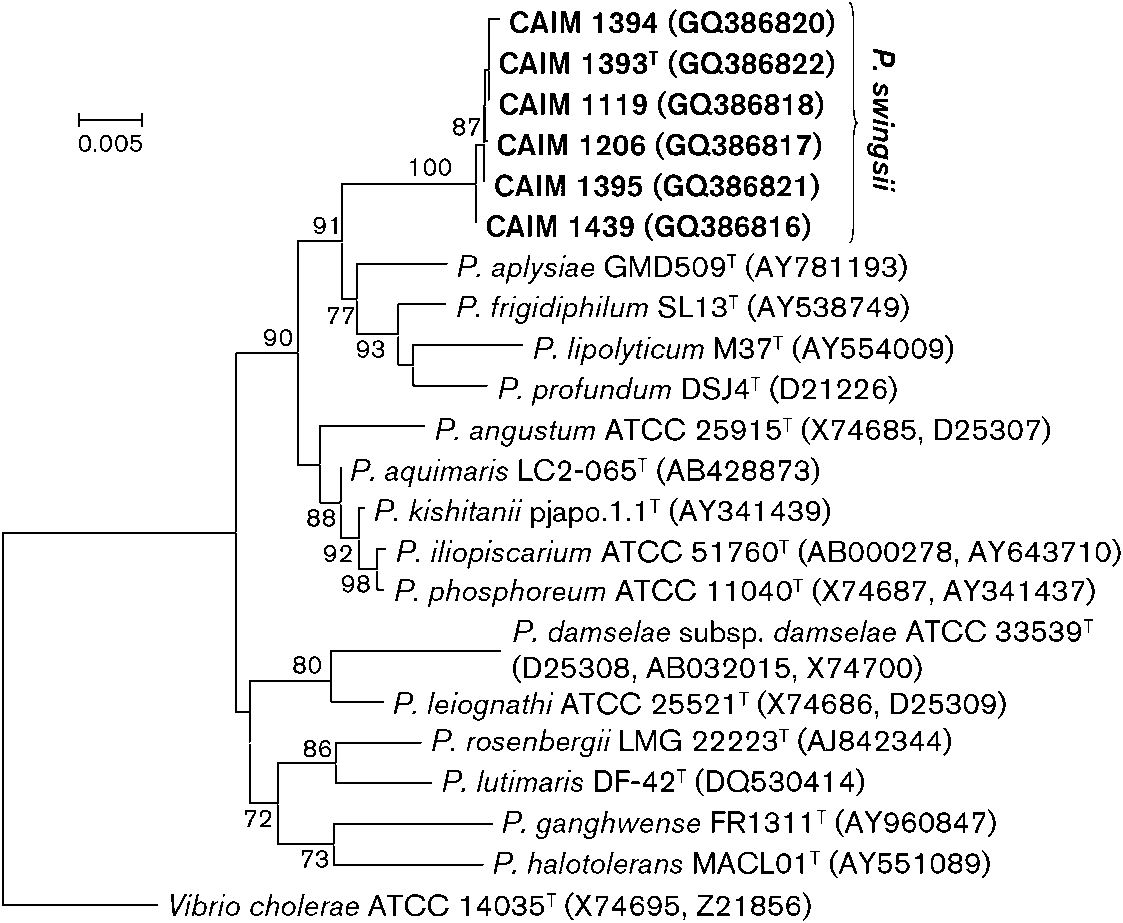 CAIM 1394 (GQ386820)
CAIM 1393ᵀ (GQ386822)
CAIM 1119 (GQ386818)
87
CAIM 1206 (GQ386817)
CAIM 1395 (GQ386821)
CAIM 1439 (GQ386816)
P. swingsii
0.005
100
91
P. aplysiae GMD509ᵀ (AY781193)
P. frigidiphilum SL13ᵀ (AY538749)
77
93
P. lipolyticum M37ᵀ (AY554009)
P. profundum DSJ4ᵀ (D21226)
90
P. angustum ATCC 25915ᵀ (X74685, D25307)
P. aquimaris LC2-065ᵀ (AB428873)
88
P. kishitanii pjapo.1.1ᵀ (AY341439)
92
P. iliopiscarium ATCC 51760ᵀ (AB000278, AY643710)
98
P. phosphoreum ATCC 11040ᵀ (X74687, AY341437)
P. damselae subsp. damselae ATCC 33539ᵀ
(D25308, AB032015, X74700)
80
P. leiognathi ATCC 25521ᵀ (X74686, D25309)
P. rosenbergii LMG 22223ᵀ (AJ842344)
86
P. lutimaris DF-42ᵀ (DQ530414)
72
P. ganghwense FR1311ᵀ (AY960847)
73
P. halotolerans MACL01ᵀ (AY551089)
Vibrio cholerae ATCC 14035ᵀ (X74695, Z21856)